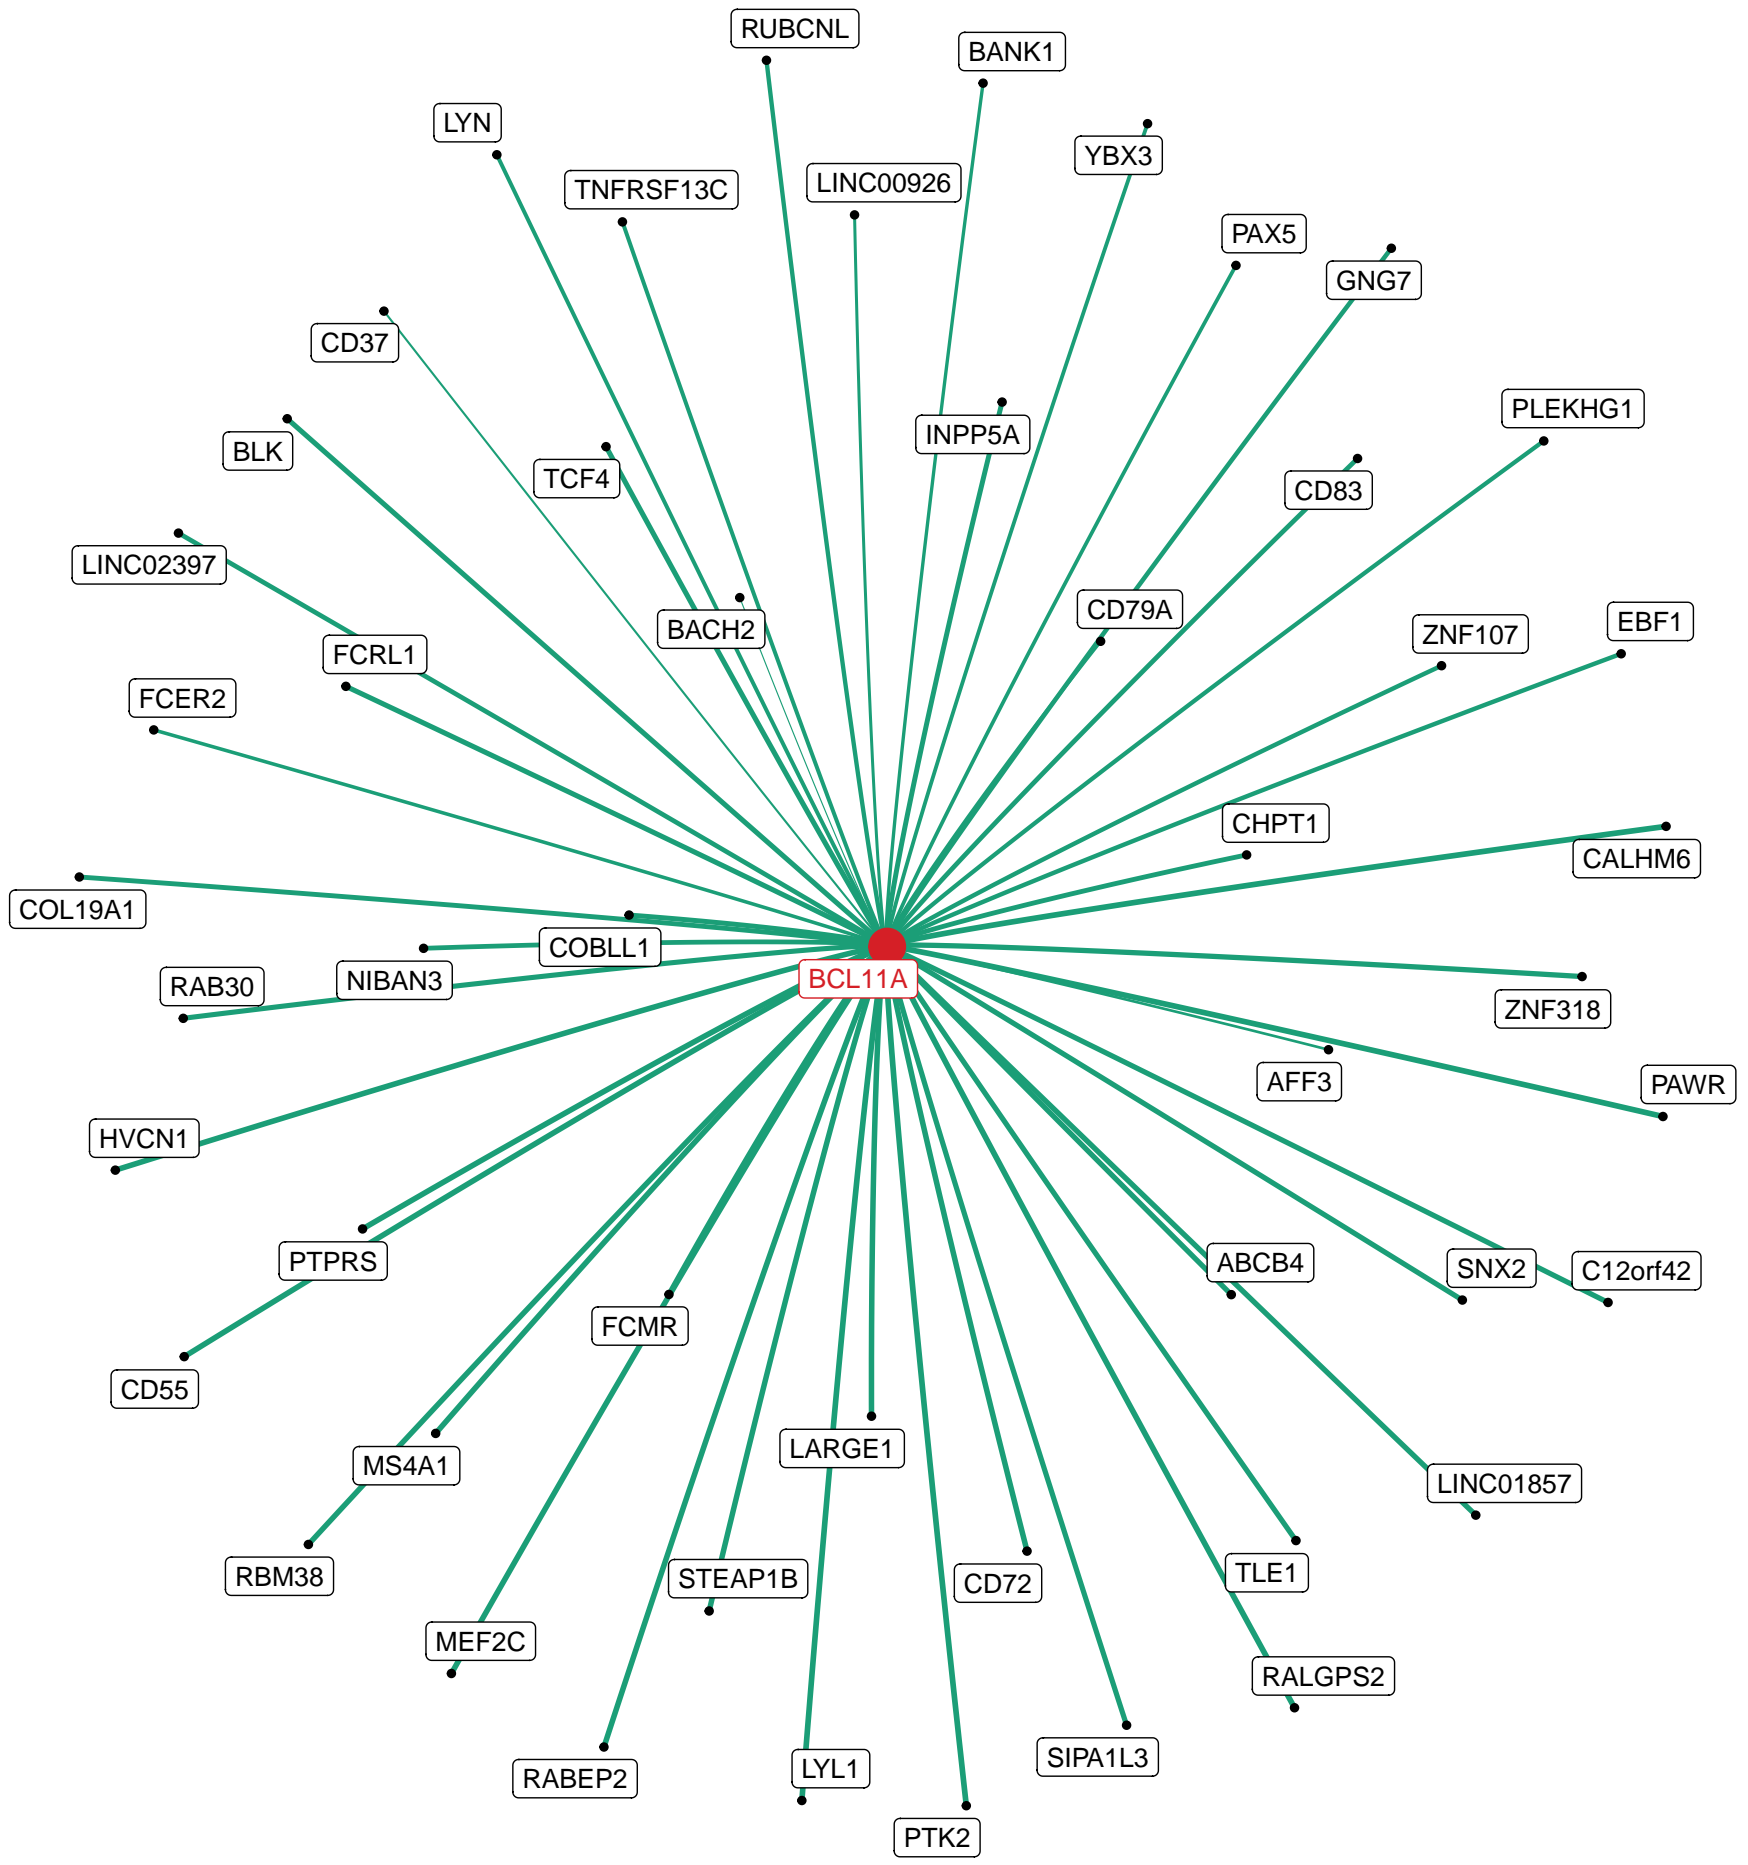 RUBCNL
BANK1
LYN
YBX3
TNFRSF13C
LINC00926
PAX5
GNG7
CD37
PLEKHG1
INPP5A
BLK
TCF4
CD83
LINC02397
CD79A
EBF1
BACH2
ZNF107
FCRL1
FCER2
CHPT1
CALHM6
COL19A1
COBLL1
BCL11A
NIBAN3
RAB30
ZNF318
AFF3
PAWR
HVCN1
PTPRS
ABCB4
SNX2
C12orf42
FCMR
CD55
LARGE1
MS4A1
LINC01857
TLE1
RBM38
STEAP1B
CD72
MEF2C
RALGPS2
SIPA1L3
LYL1
RABEP2
PTK2